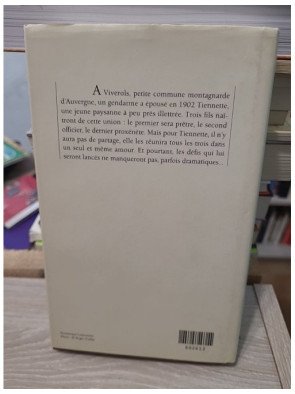 A Viverols, petite commune montagnarde
d'Auvergne, un gendarme a épousé en 1902 Tiennette,
une jeune paysanne à peu près illettrée. Trois fils naî-
tront de cette union : le premier sera prêtre, le second
officier, le dernier proxénète. Mais pour Tiennette, il n'y
aura pas de partage, elle les réunira tous les trois dans
un seul et même amour. Et pourtant, les défis qui lui
seront lancés ne manqueront pas, parfois dramatiques...